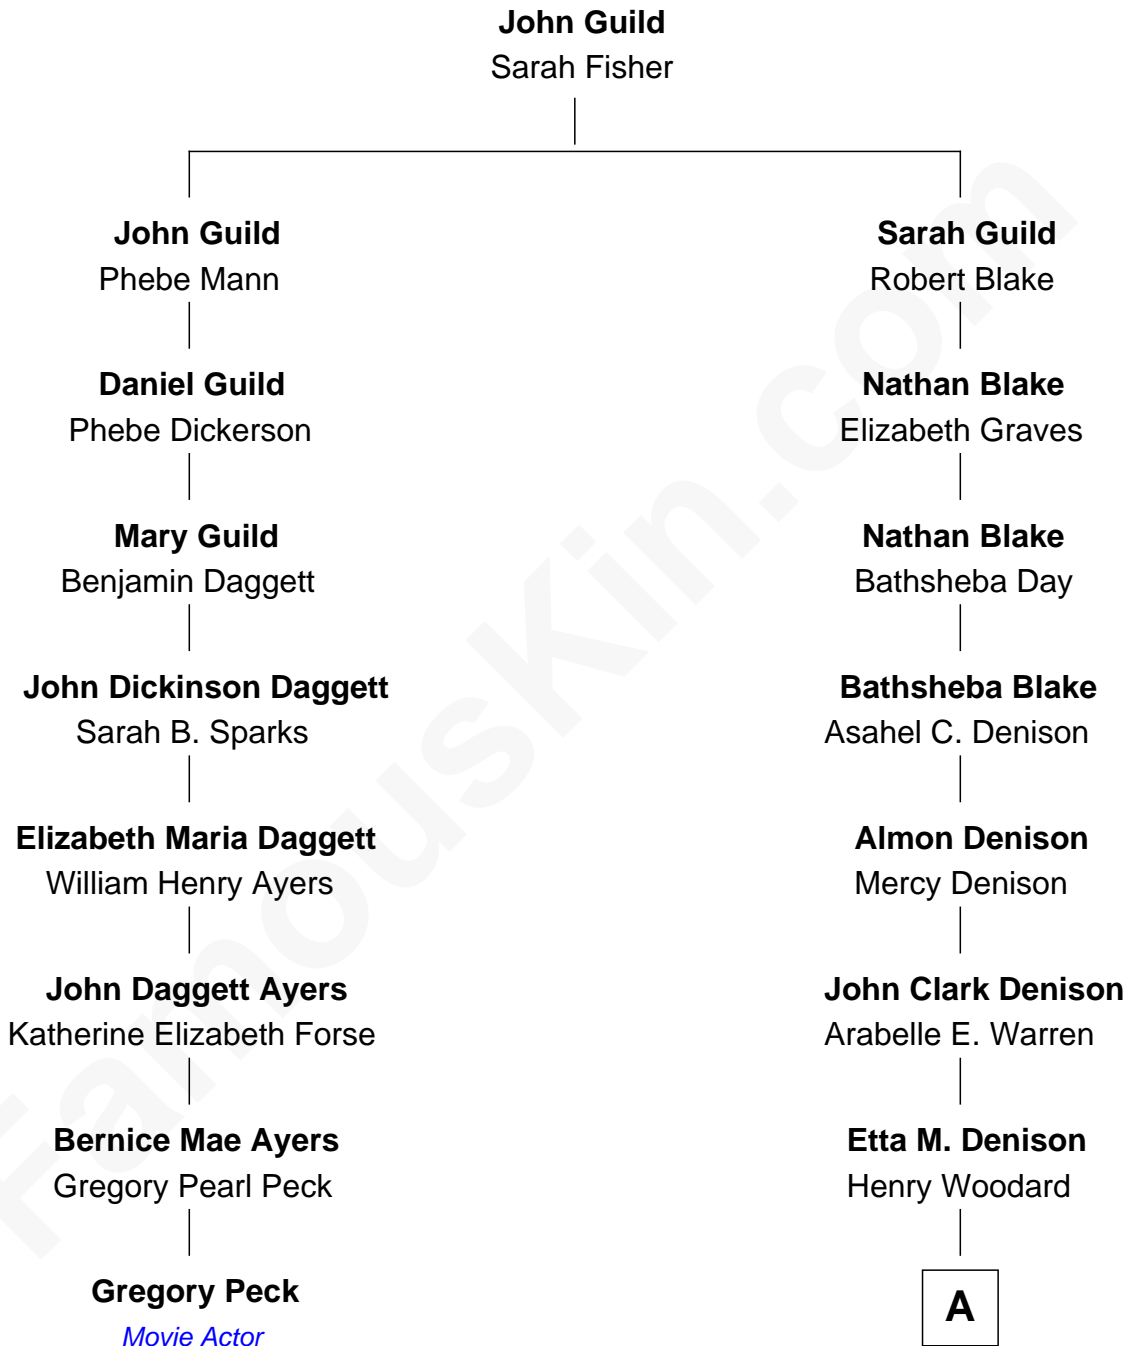 John Guild
Sarah Fisher
John Guild
Phebe Mann
Daniel Guild
Phebe Dickerson
Mary Guild
Benjamin Daggett
John Dickinson Daggett
Sarah B. Sparks
Elizabeth Maria Daggett
William Henry Ayers
John Daggett Ayers
Katherine Elizabeth Forse
Bernice Mae Ayers
Gregory Pearl Peck
Gregory Peck
Movie Actor
Sarah Guild
Robert Blake
Nathan Blake
Elizabeth Graves
Nathan Blake
Bathsheba Day
Bathsheba Blake
Asahel C. Denison
Almon Denison
Mercy Denison
John Clark Denison
Arabelle E. Warren
Etta M. Denison
Henry Woodard
A
FamousKin.com